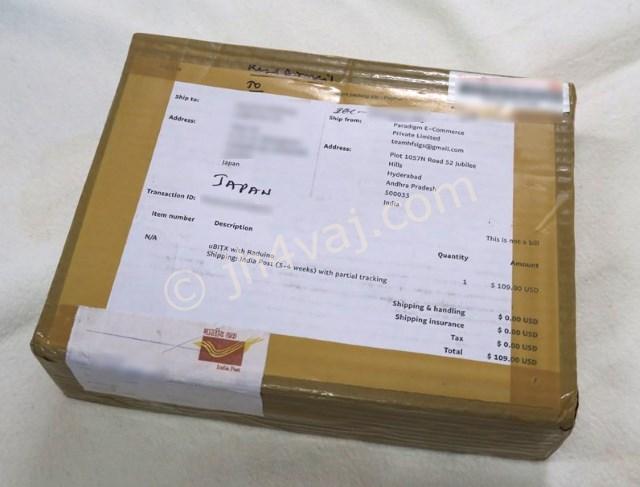 TO
Ship to:
Address:
Japan
JAPAN
Ship from:
Paradigm E-Commerce
Private Limited
teamhfsigs@gmail.com
Address:
Plot 1057N Road 52 Jubilee
Hills
Hyderabad
Andhra Pradesh
500033
India
Transaction ID:
This is not a bill
Item number Description Quantity Amount
N/A uBITX with Raduino 1 $ 109.00 USD
Shipping: India Post (3-4 weeks) with partial tracking
Shipping & handling $ 0.00 USD
Shipping insurance $ 0.00 USD
Tax $ 0.00 USD
Total $ 109.00 USD
भारतीय डाक
India Post
© jh4vaj.com